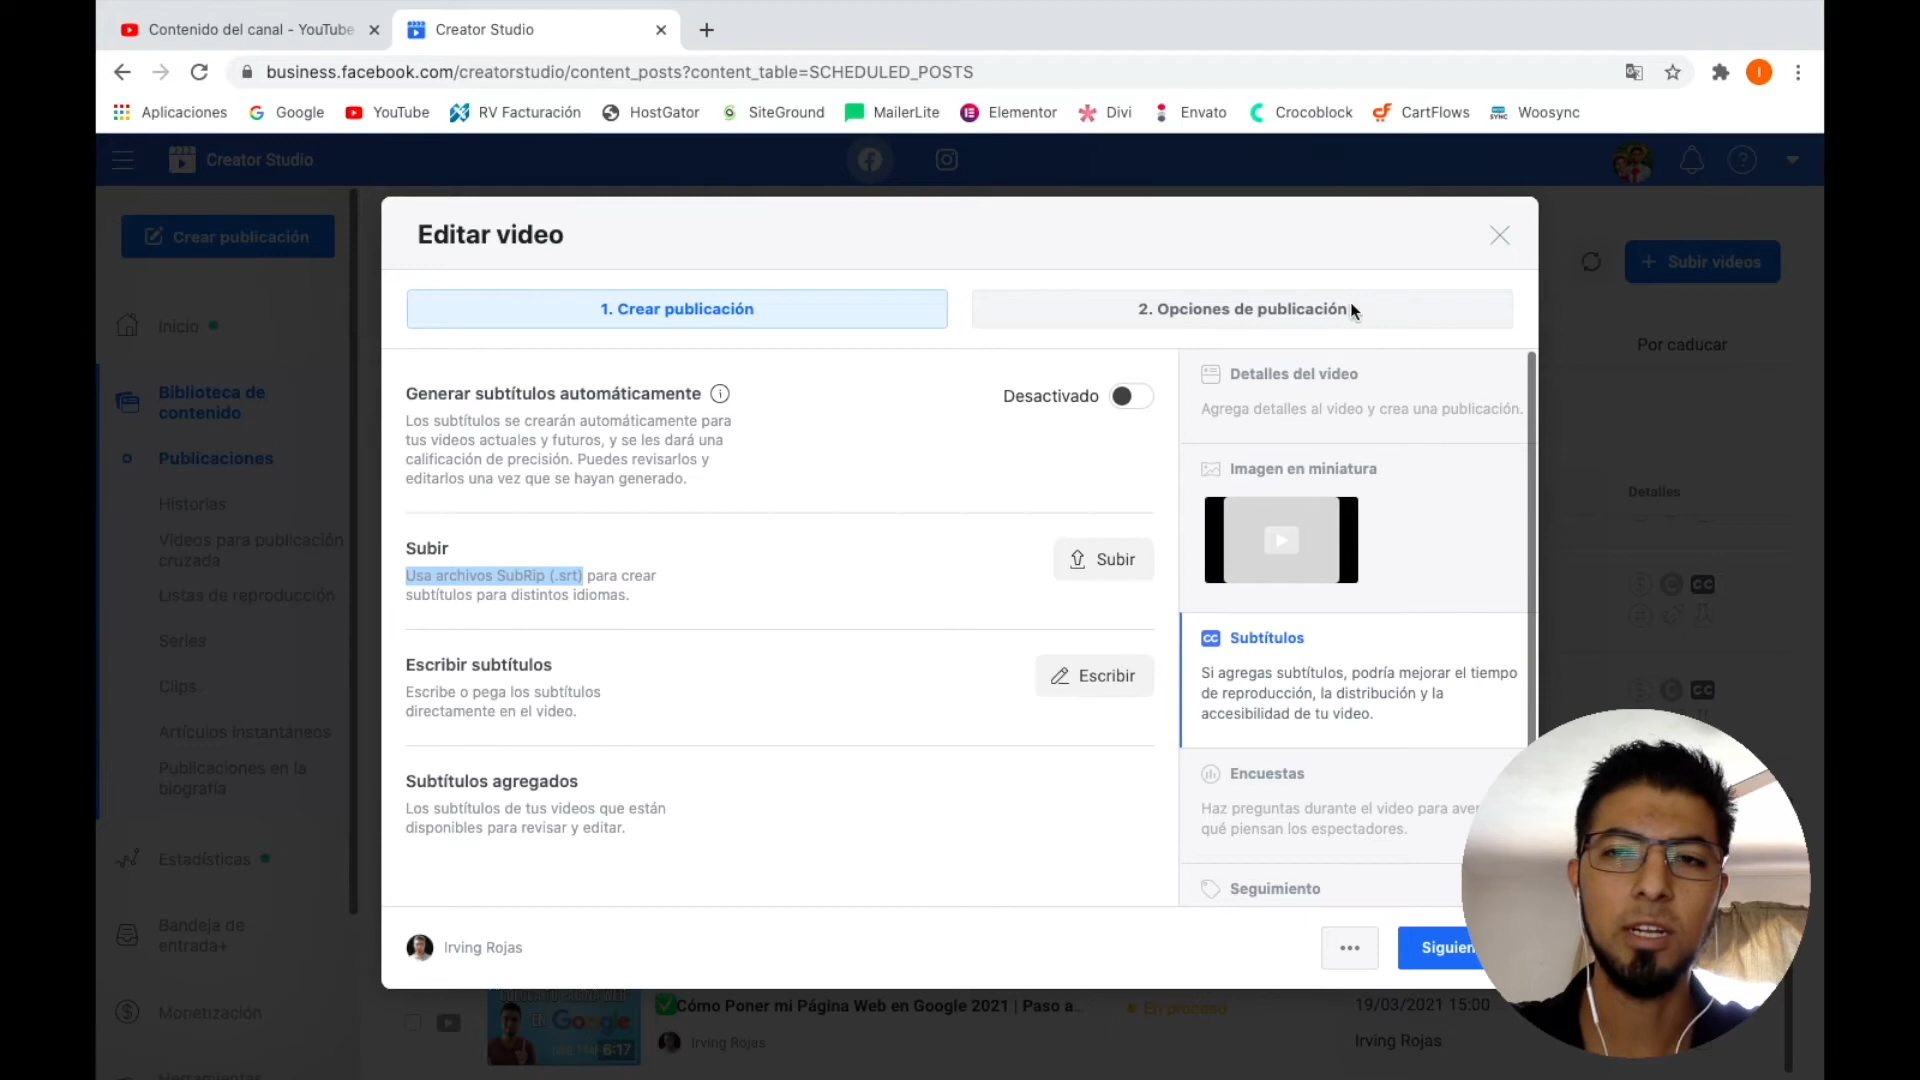 Contenido del canal - YouTube
Creator Studio
business.facebook.com/creatorstudio/content_posts?content_table=SCHEDULED_POSTS
Aplicaciones
Google
YouTube
RV Facturación
HostGator
SiteGround
MailerLite
Elementor
Divi
Envato
Crocoblock
CartFlows
Woosync
Creator Studio
Crear publicación
Inicio
Biblioteca de
contenido
Publicaciones
Historias
Videos para publicación
cruzada
Listas de reproducción
Series
Clips
Artículos instantáneos
Publicaciones en la
biografía
Estadísticas
Bandeja de
entrada+
Monetización
Herramientas
Editar video
1. Crear publicación
2. Opciones de publicación
Generar subtítulos automáticamente
Los subtítulos se crearán automáticamente para
tus videos actuales y futuros, y se les dará una
calificación de precisión. Puedes revisarlos y
editarlos una vez que se hayan generado.
Desactivado
Subir
Usa archivos SubRip (.srt) para crear
subtítulos para distintos idiomas.
Subir
Escribir subtítulos
Escribe o pega los subtítulos
directamente en el video.
Escribir
Subtítulos agregados
Los subtítulos de tus videos que están
disponibles para revisar y editar.
Detalles del video
Agrega detalles al video y crea una publicación.
Imagen en miniatura
CC Subtítulos
Si agregas subtítulos, podría mejorar el tiempo
de reproducción, la distribución y la
accesibilidad de tu video.
Encuestas
Haz preguntas durante el video para aver
qué piensan los espectadores.
Seguimiento
Irving Rojas
Siguien
+ Subir videos
Por caducar
Detalles
CC
CC
EN Google
6:17
Cómo Poner mi Página Web en Google 2021 | Paso a...
Irving Rojas
En proceso
19/03/2021 15:00
Irving Rojas